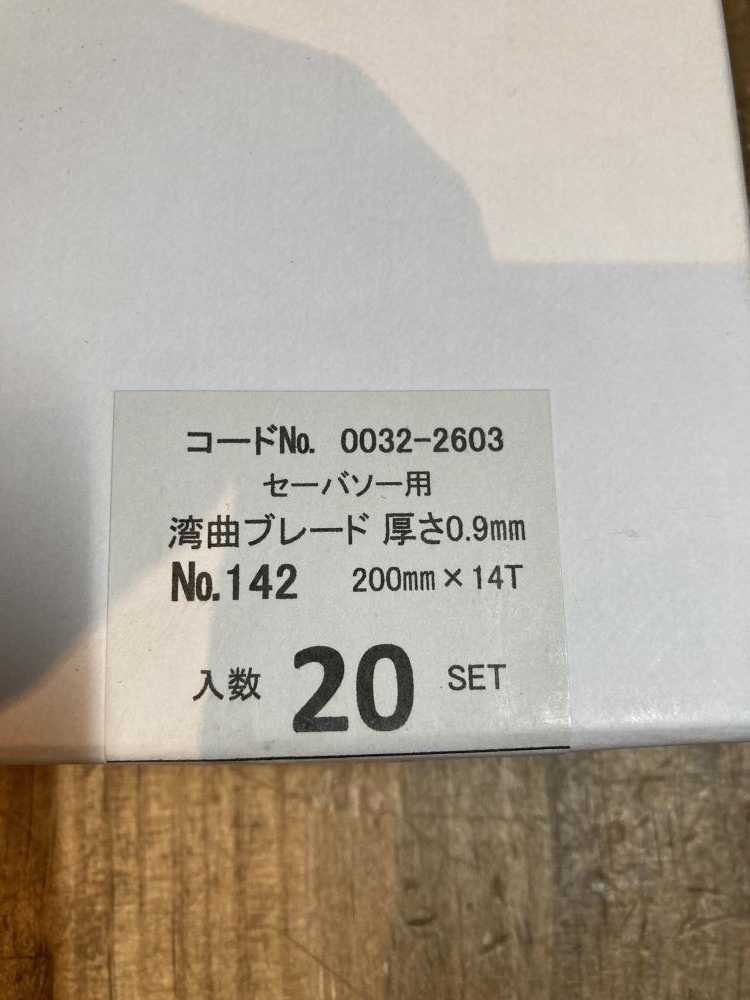 コードNo. 0032-2603
セーバソー用
湾曲ブレード 厚さ0.9mm
No.142 200mm×14T
入数 20 SET